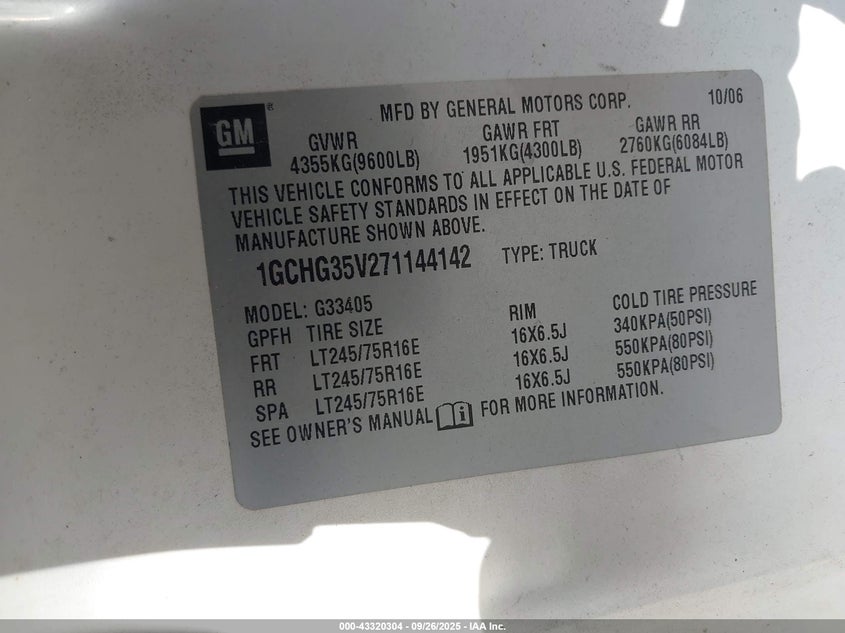 GM ®
MFD BY GENERAL MOTORS CORP. 10/06
GVWR GAWR FRT GAWR RR
4355KG(9600LB) 1951KG(4300LB) 2760KG(6084LB)
THIS VEHICLE CONFORMS TO ALL APPLICABLE U.S. FEDERAL MOTOR
VEHICLE SAFETY STANDARDS IN EFFECT ON THE DATE OF
MANUFACTURE SHOWN ABOVE.
1GCHG35V271144142 TYPE: TRUCK
MODEL: G33405
GPFH TIRE SIZE RIM COLD TIRE PRESSURE
FRT LT245/75R16E 16X6.5J 340KPA(50PSI)
RR LT245/75R16E 16X6.5J 550KPA(80PSI)
SPA LT245/75R16E 16X6.5J 550KPA(80PSI)
SEE OWNER'S MANUAL FOR MORE INFORMATION.
000-43320304 - 09/26/2025 - IAA Inc.